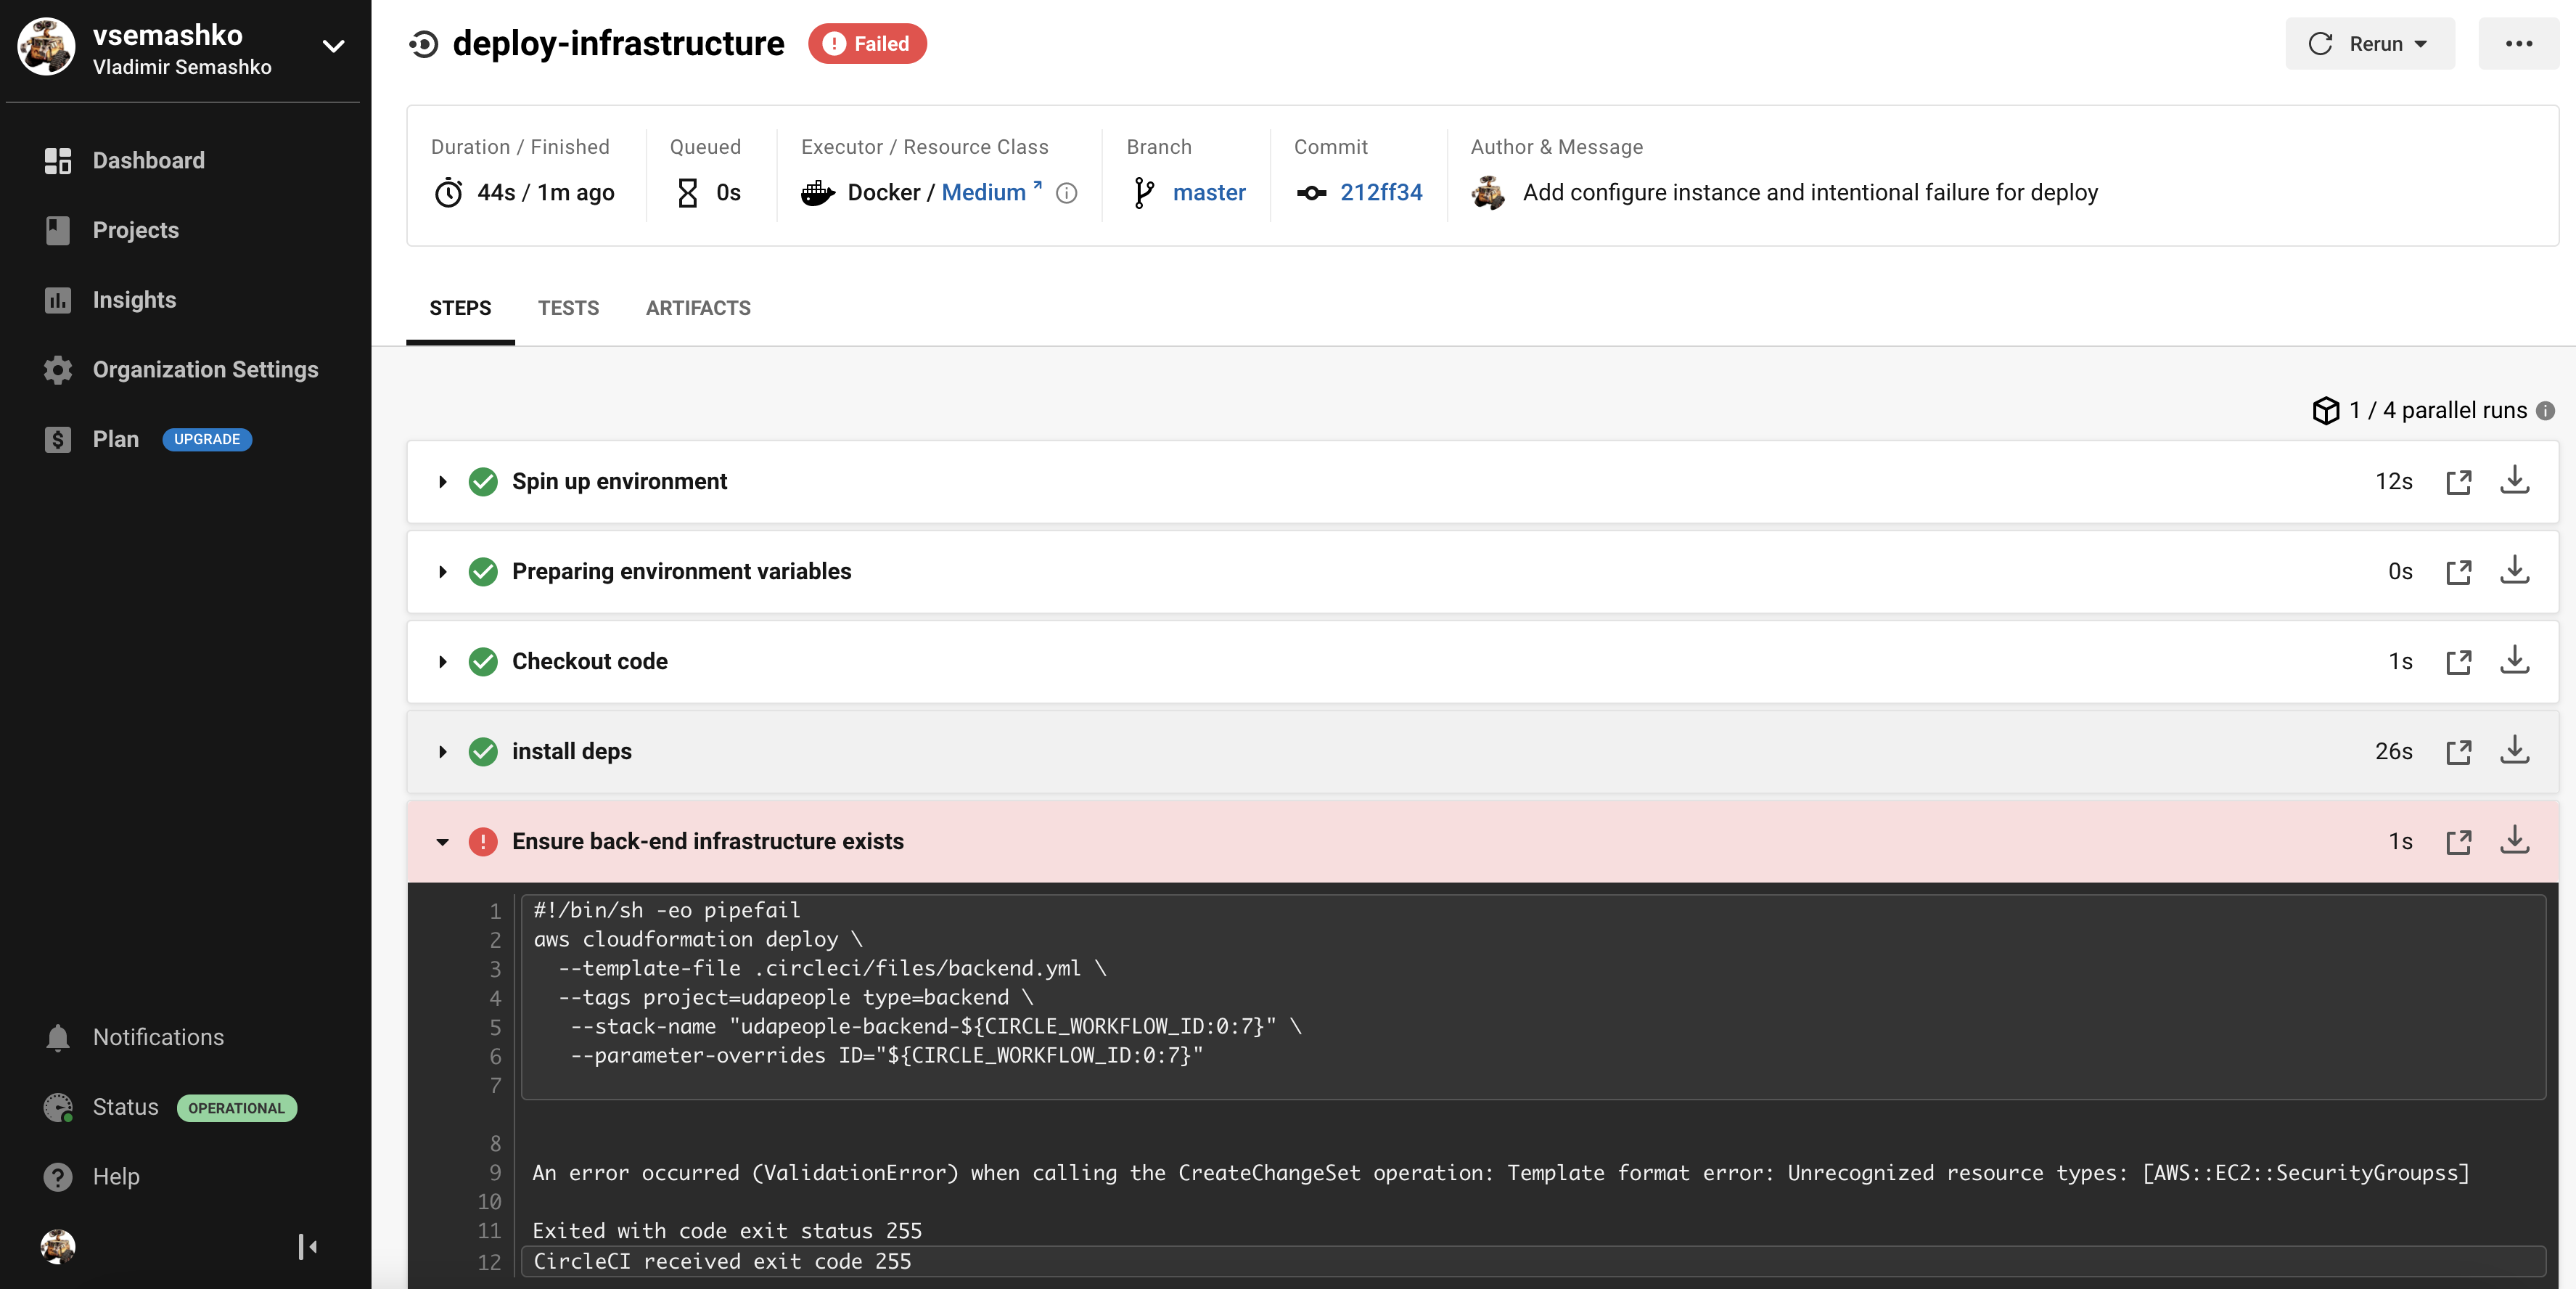 vsemashko
Vladimir Semashko
Dashboard
Projects
Insights
Organization Settings
Plan UPGRADE
Notifications
Status OPERATIONAL
Help
deploy-infrastructure Failed
Rerun
Duration / Finished
44s / 1m ago
Queued
0s
Executor / Resource Class
Docker / Medium
Branch
master
Commit
212ff34
Author & Message
Add configure instance and intentional failure for deploy
STEPS TESTS ARTIFACTS
1 / 4 parallel runs
Spin up environment 12s
Preparing environment variables 0s
Checkout code 1s
install deps 26s
Ensure back-end infrastructure exists 1s
1 #!/bin/sh -eo pipefail
2 aws cloudformation deploy \
3 --template-file .circleci/files/backend.yml \
4 --tags project=udapeople type=backend \
5 --stack-name "udapeople-backend-${CIRCLE_WORKFLOW_ID:0:7}" \
6 --parameter-overrides ID="${CIRCLE_WORKFLOW_ID:0:7}"
7
8
9 An error occurred (ValidationError) when calling the CreateChangeSet operation: Template format error: Unrecognized resource types: [AWS::EC2::SecurityGroupss]
10
11 Exited with code exit status 255
12 CircleCI received exit code 255